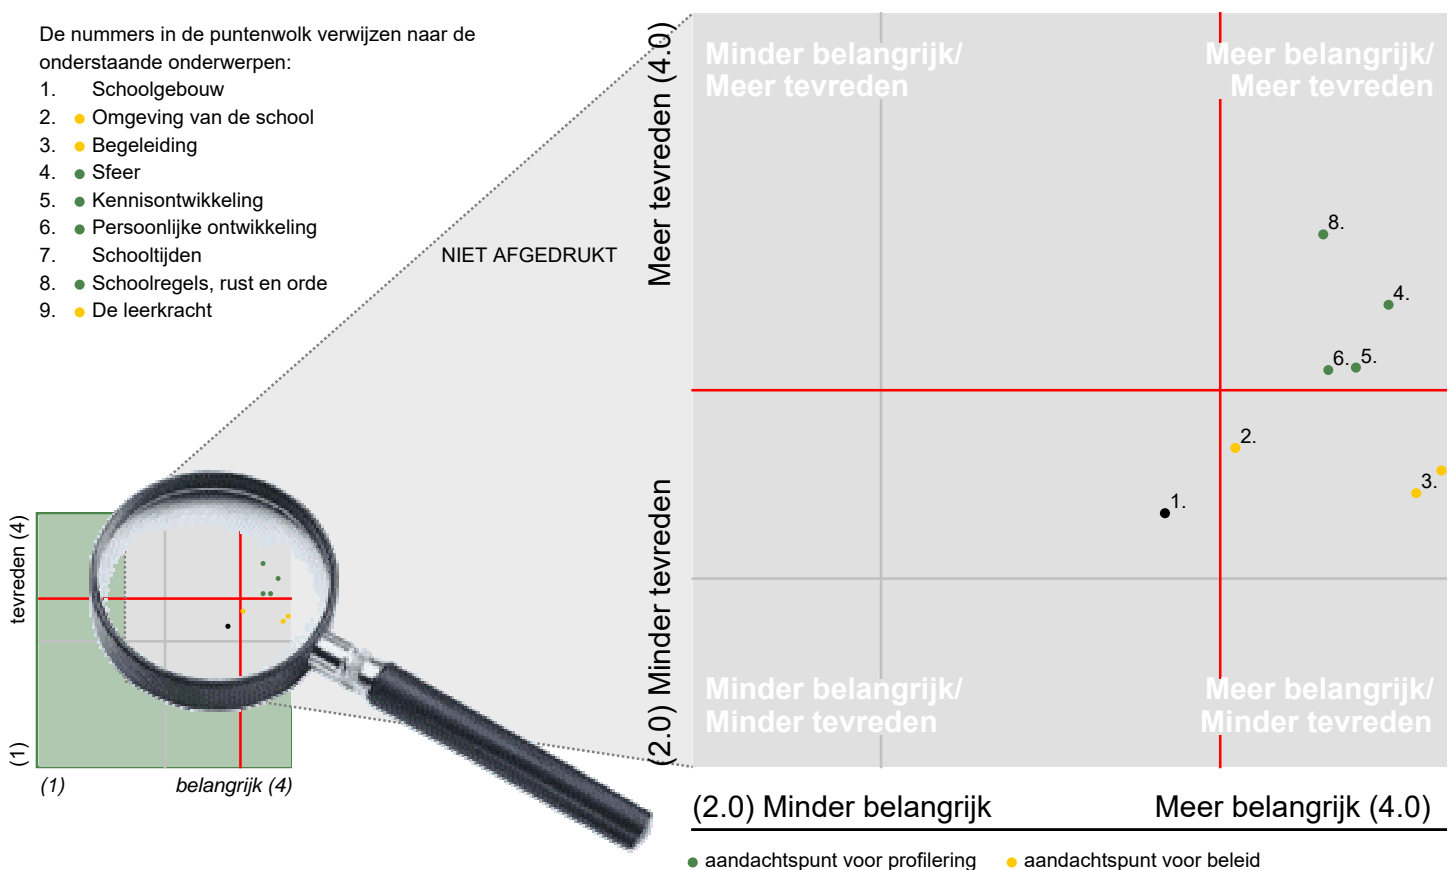 De nummers in de puntenwolk verwijzen naar de
onderstaande onderwerpen:
1. Schoolgebouw
2. Omgeving van de school
3. Begeleiding
4. Sfeer
5. Kennisontwikkeling
6. Persoonlijke ontwikkeling
7. Schooltijden
8. Schoolregels, rust en orde
9. De leerkracht
NIET AFGEDRUKT
tevreden (4)
(1)
(1)
belangrijk (4)
Meer tevreden (4.0)
(2.0) Minder tevreden
Minder belangrijk/
Meer tevreden
Meer belangrijk/
Meer tevreden
8.
4.
6.
5.
2.
3.
1.
Minder belangrijk/
Minder tevreden
Meer belangrijk/
Minder tevreden
(2.0) Minder belangrijk
Meer belangrijk (4.0)
aandachtspunt voor profilering
aandachtspunt voor beleid